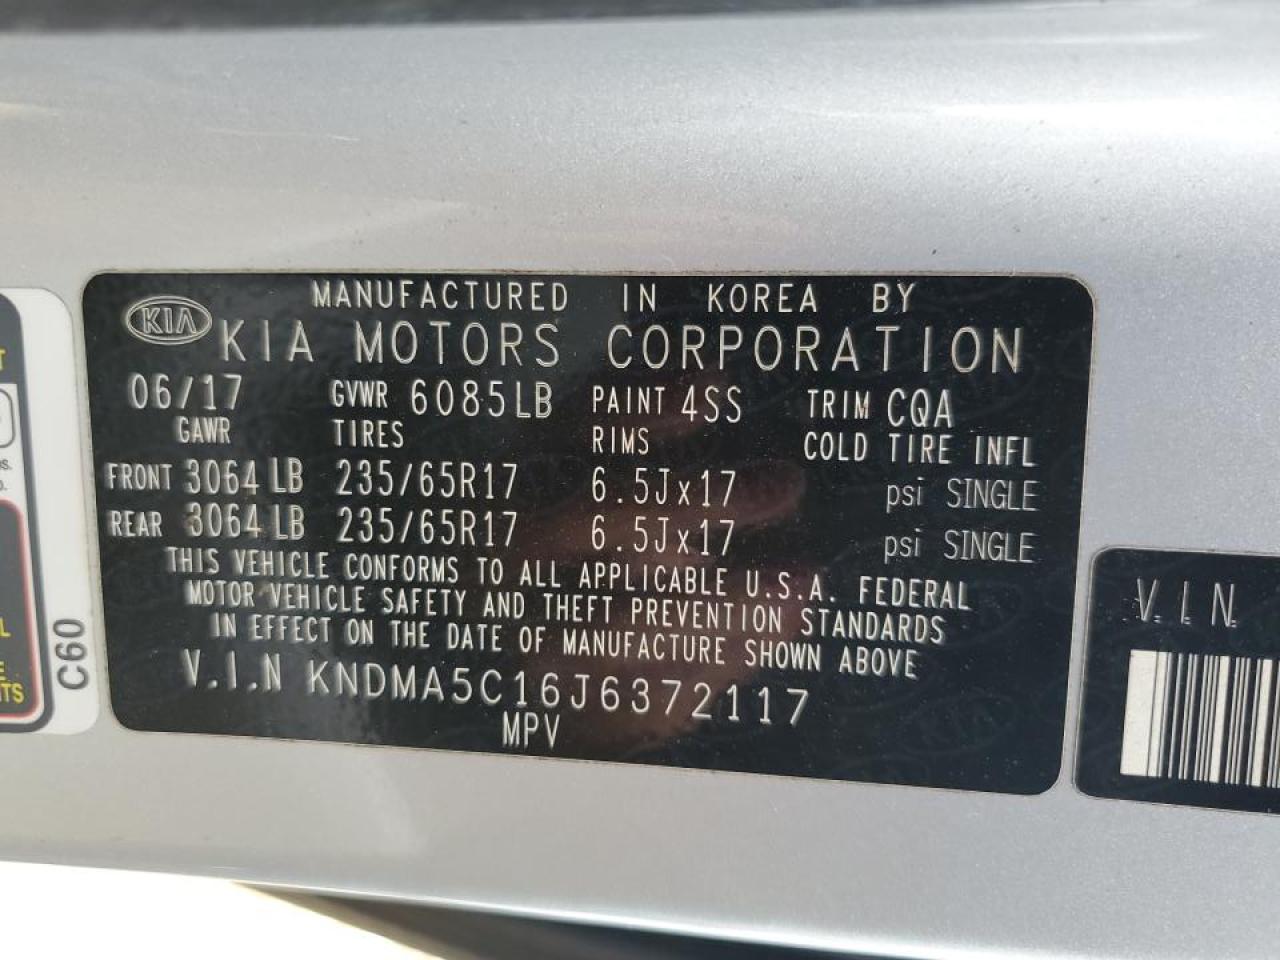 MANUFACTURED IN KOREA BY
KIA KIA MOTORS CORPORATION
06/17 GVWR 6085LB PAINT 4SS TRIM CQA
GAWR TIRES RIMS COLD TIRE INFL
FRONT 3064 LB 235/65R17 6.5Jx17 psi SINGLE
REAR 3064 LB 235/65R17 6.5Jx17 psi SINGLE
THIS VEHICLE CONFORMS TO ALL APPLICABLE U.S.A. FEDERAL
MOTOR VEHICLE SAFETY AND THEFT PREVENTION STANDARDS
IN EFFECT ON THE DATE OF MANUFACTURE SHOWN ABOVE
V.I.N KNDMA5C16J6372117
MPV
C60
V.I.N.